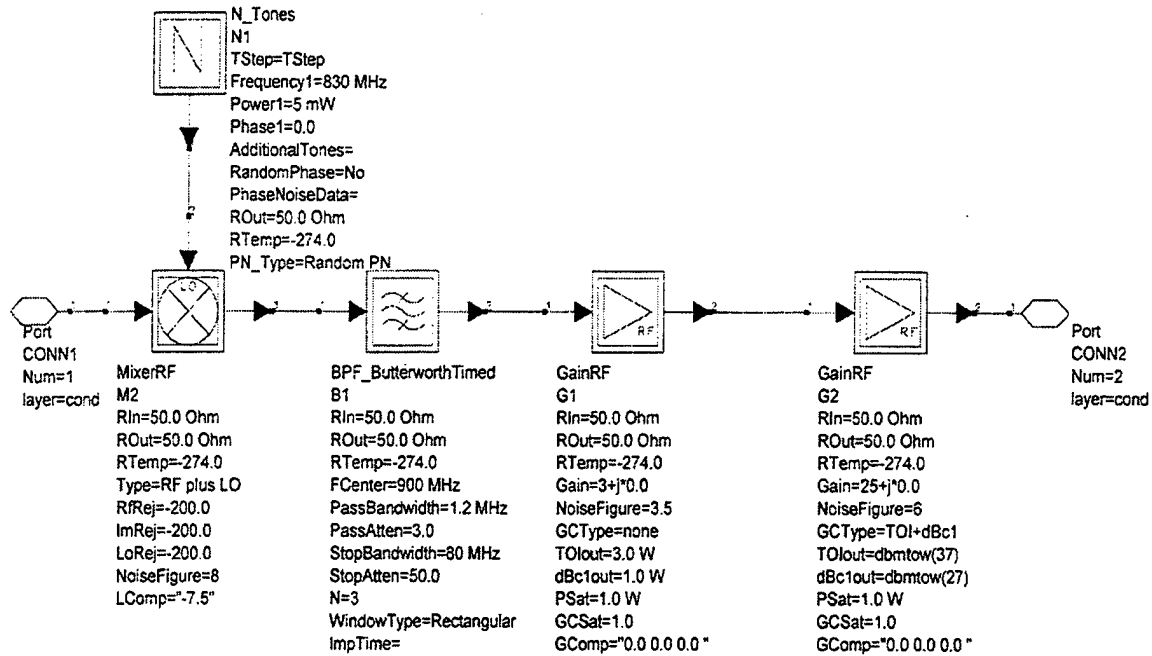 N_Tones
N1
TStep=TStep
Frequency1=830 MHz
Power1=5 mW
Phase1=0.0
AdditionalTones=
RandomPhase=No
PhaseNoiseData=
ROut=50.0 Ohm
RTemp=-274.0
PN_Type=Random PN
LO
RF
RF
Port
CONN1
Num=1
layer=cond
MixerRF
M2
RIn=50.0 Ohm
ROut=50.0 Ohm
RTemp=-274.0
Type=RF plus LO
RfRej=-200.0
ImRej=-200.0
LoRej=-200.0
NoiseFigure=8
LComp="-7.5"
BPF_ButterworthTimed
B1
RIn=50.0 Ohm
ROut=50.0 Ohm
RTemp=-274.0
FCenter=900 MHz
PassBandwidth=1.2 MHz
PassAtten=3.0
StopBandwidth=80 MHz
StopAtten=50.0
N=3
WindowType=Rectangular
ImpTime=
GainRF
G1
RIn=50.0 Ohm
ROut=50.0 Ohm
RTemp=-274.0
Gain=3+j*0.0
NoiseFigure=3.5
GCType=none
TOIout=3.0 W
dBc1out=1.0 W
PSat=1.0 W
GCSat=1.0
GComp="0.0 0.0 0.0 "
GainRF
G2
RIn=50.0 Ohm
ROut=50.0 Ohm
RTemp=-274.0
Gain=25+j*0.0
NoiseFigure=6
GCType=TOI+dBc1
TOIout=dbmtow(37)
dBc1out=dbmtow(27)
PSat=1.0 W
GCSat=1.0
GComp="0.0 0.0 0.0 "
Port
CONN2
Num=2
layer=cond